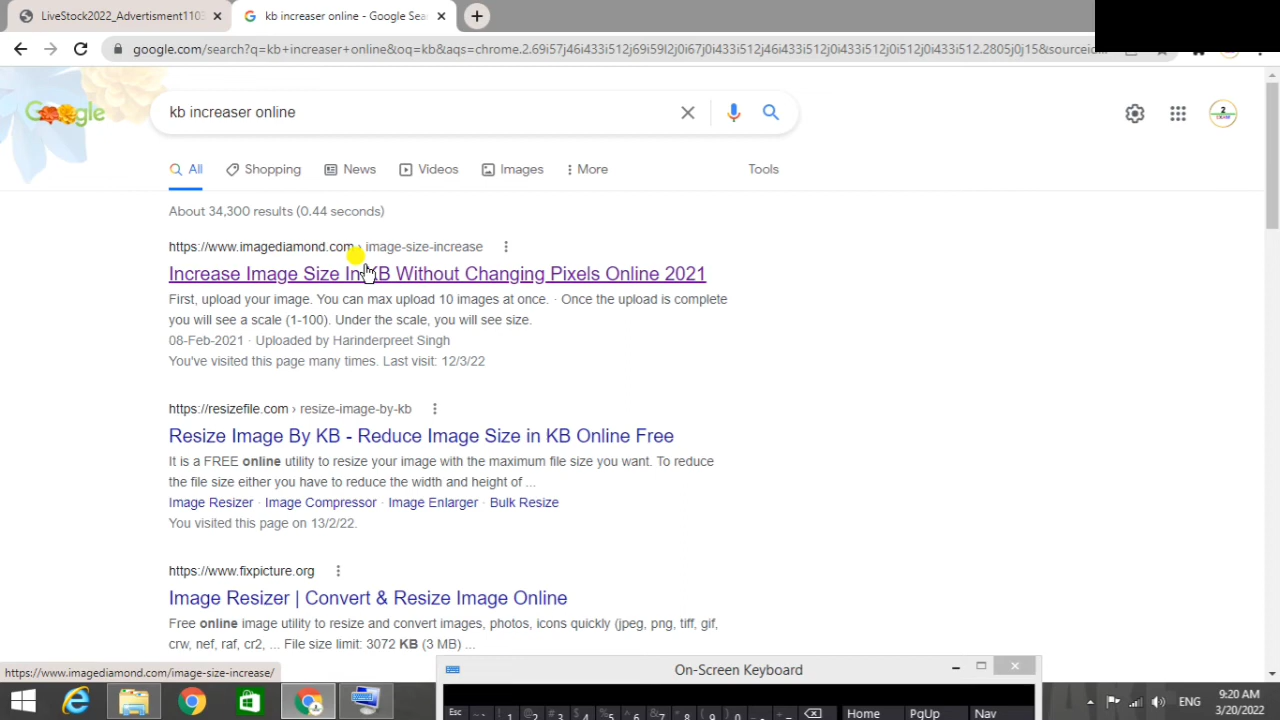 LiveStock2022_Advertisment1103
kb increaser online - Google Sea
google.com/search?q=kb+increaser+online&oq=kb&aqs=chrome.2.69i57j46i433i512j69i59l2j0i67j0i433i512j46i433i512j0i512j0i433i512.2805j0j15&sourceid
Google
kb increaser online
2
All
Shopping
News
Videos
Images
More
Tools
About 34,300 results (0.44 seconds)
https://www.imagediamond.com › image-size-increase
Increase Image Size In KB Without Changing Pixels Online 2021
First, upload your image. You can max upload 10 images at once. · Once the upload is complete
you will see a scale (1-100). Under the scale, you will see size.
08-Feb-2021 · Uploaded by Harinderpreet Singh
You've visited this page many times. Last visit: 12/3/22
https://resizefile.com › resize-image-by-kb
Resize Image By KB - Reduce Image Size in KB Online Free
It is a FREE online utility to resize your image with the maximum file size you want. To reduce
the file size either you have to reduce the width and height of ...
Image Resizer · Image Compressor · Image Enlarger · Bulk Resize
You visited this page on 13/2/22.
https://www.fixpicture.org
Image Resizer | Convert & Resize Image Online
Free online image utility to resize and convert images, photos, icons quickly (jpeg, png, tiff, gif,
crw, nef, raf, cr2, ... File size limit: 3072 KB (3 MB) ...
https://www.imagediamond.com/image-size-increase/
On-Screen Keyboard
Esc
Home
PgUp
Nav
ENG
9:20 AM
3/20/2022